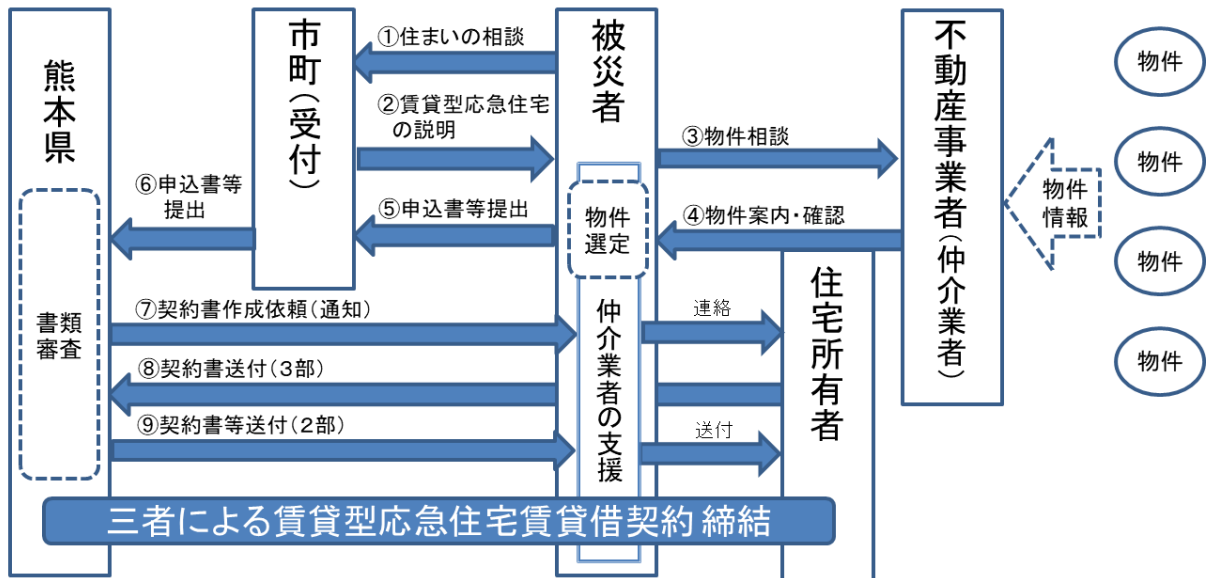 熊本県
市町(受付)
被災者
不動産事業者(仲介業者)
住宅所有者
物件
物件
物件
物件
物件
情報
①住まいの相談
②賃貸型応急住宅
の説明
③物件相談
④物件案内・確認
物件
選定
⑤申込書等提出
⑥申込書等
提出
書類
審査
⑦契約書作成依頼(通知)
連絡
⑧契約書送付(3部)
⑨契約書等送付(2部)
送付
仲介業者の支援
三者による賃貸型応急住宅賃貸借契約 締結